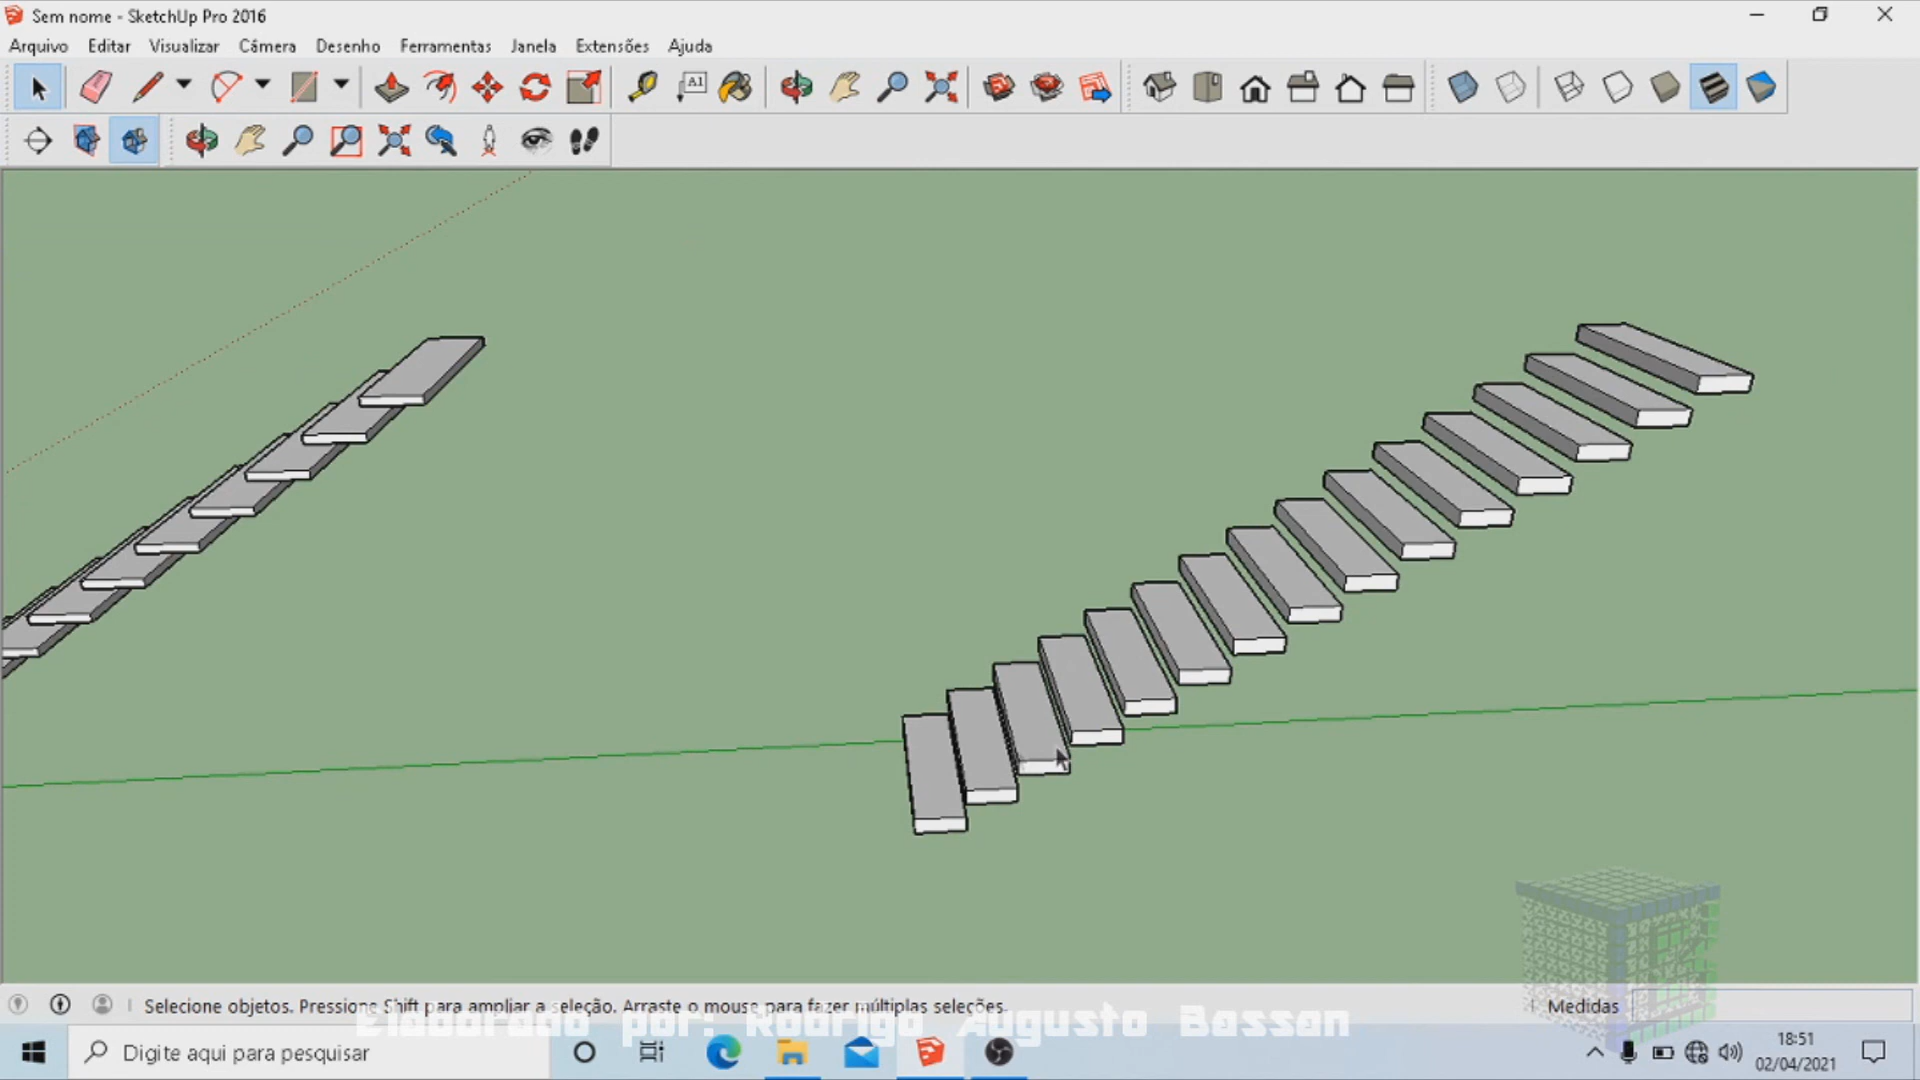 Sem nome - SketchUp Pro 2016
Arquivo Editar Visualizar Câmera Desenho Ferramentas Janela Extensões Ajuda
A1
Selecione objetos. Pressione Shift para ampliar a seleção. Arraste o mouse para fazer múltiplas seleções.
Medidas
Elaborado por: Rodrigo Augusto Bassan
Digite aqui para pesquisar
18:51
02/04/2021